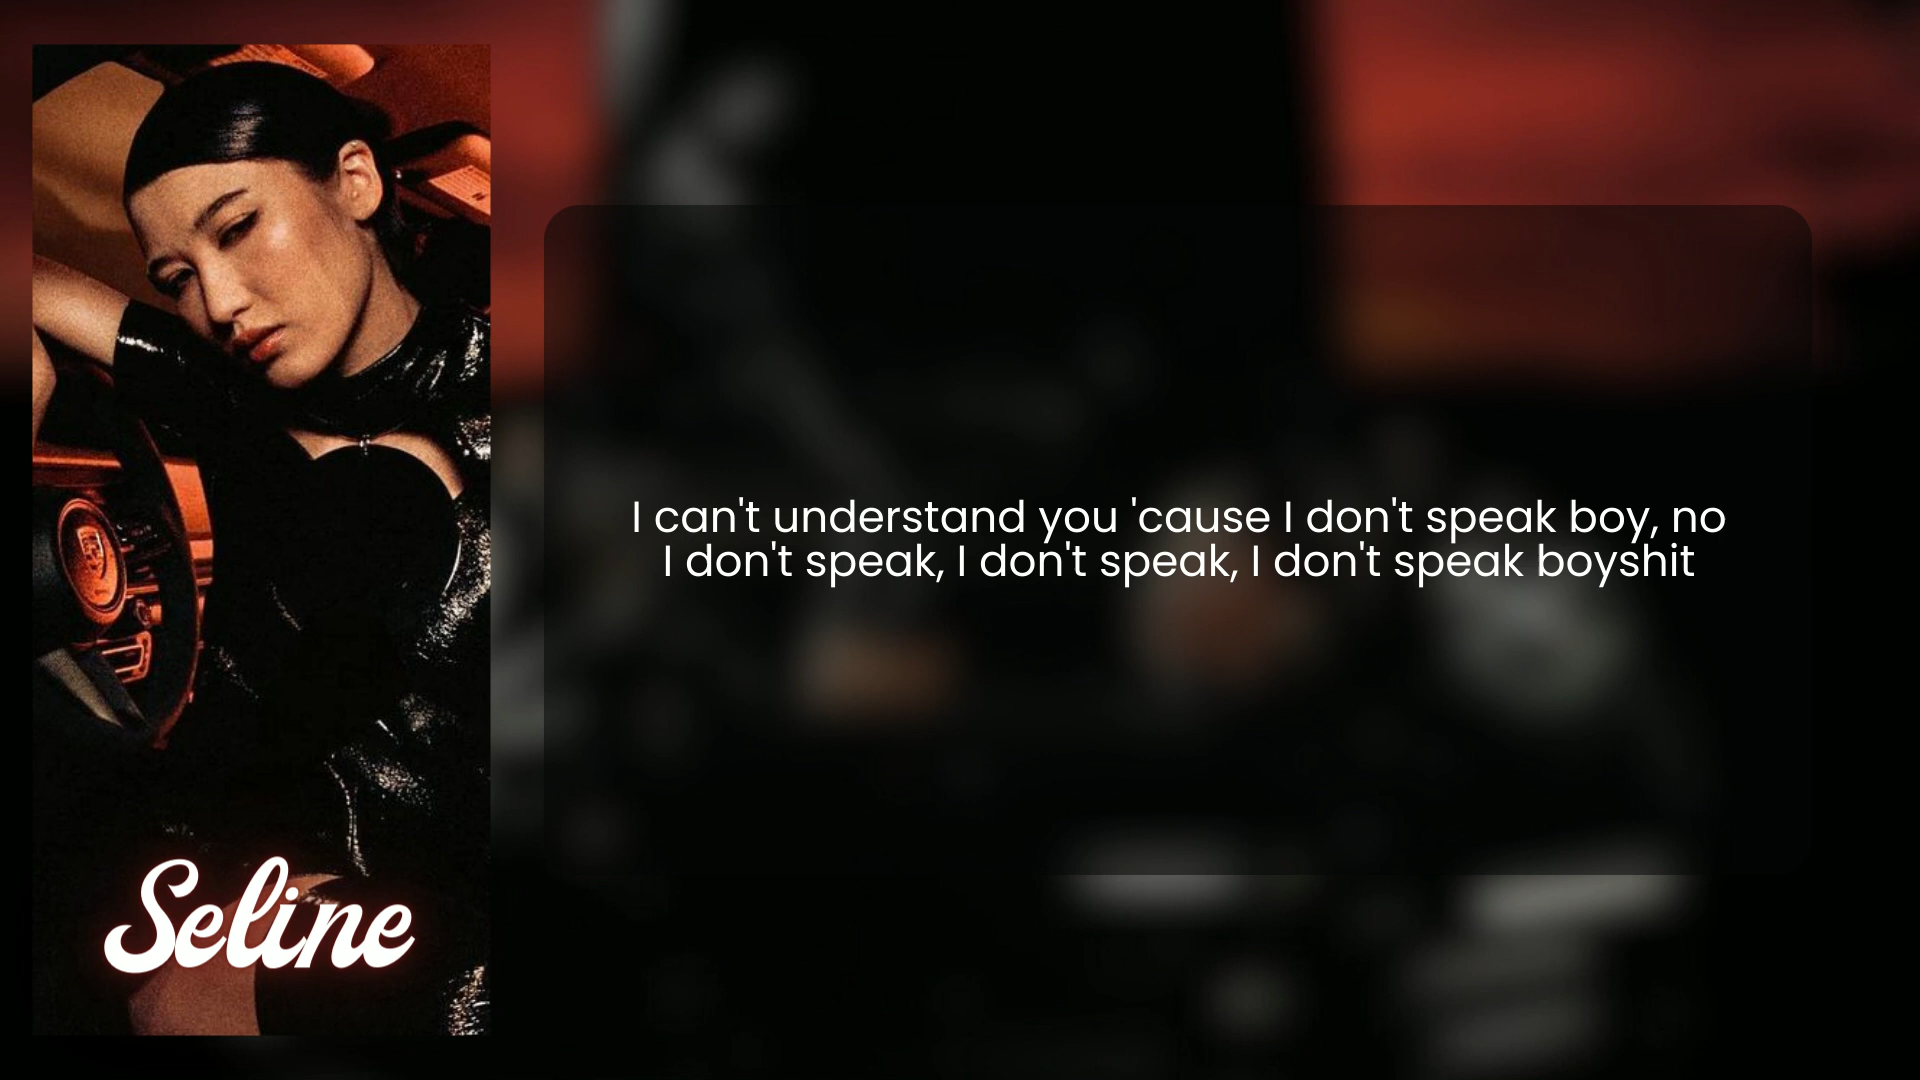 I can't understand you 'cause I don't speak boy, no
I don't speak, I don't speak, I don't speak boyshit
Seline